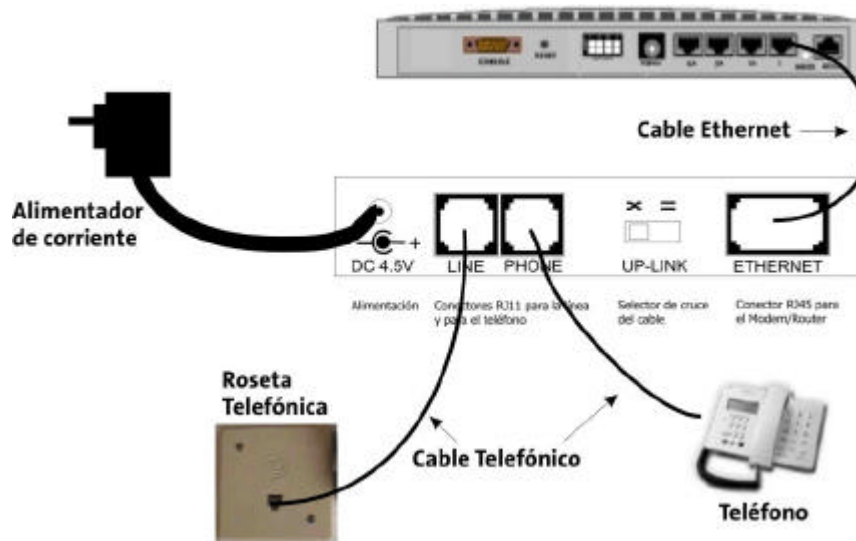 CONSOLE
RESET
Cable Ethernet
Alimentador
de corriente
× =
- +
DC 4.5V
LINE
PHONE
UP-LINK
ETHERNET
Alimentación
Conectores RJ11 para la línea
y para el teléfono
Selector de cruce
del cable
Conector RJ45 para
el Modem/Router
Roseta
Telefónica
Cable Telefónico
Teléfono